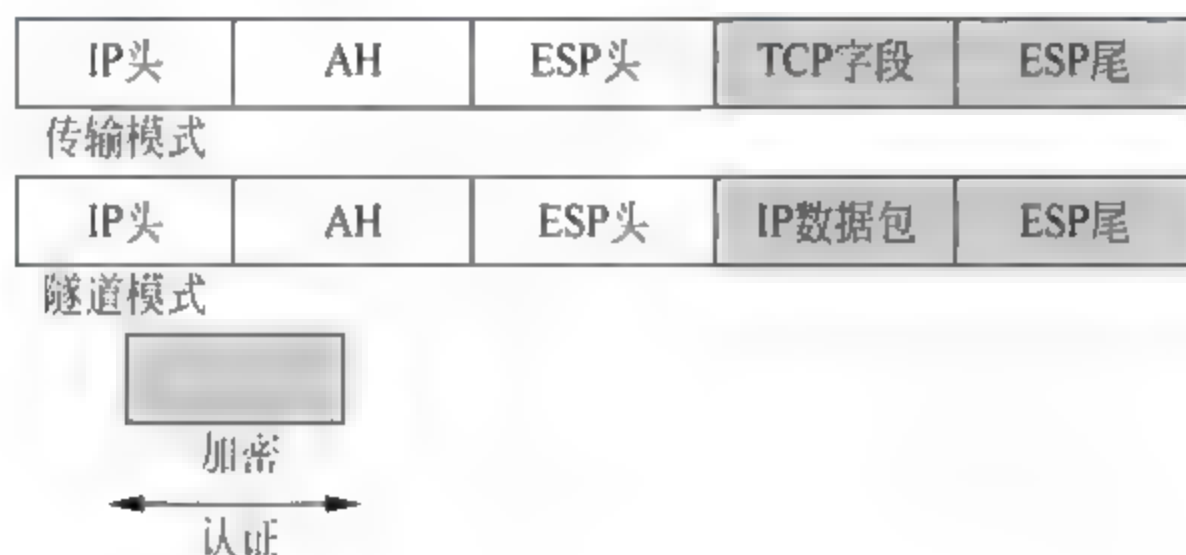 IP头 AH ESP头 TCP字段 ESP尾
传输模式
IP头 AH ESP头 IP数据包 ESP尾
隧道模式
加密
认证